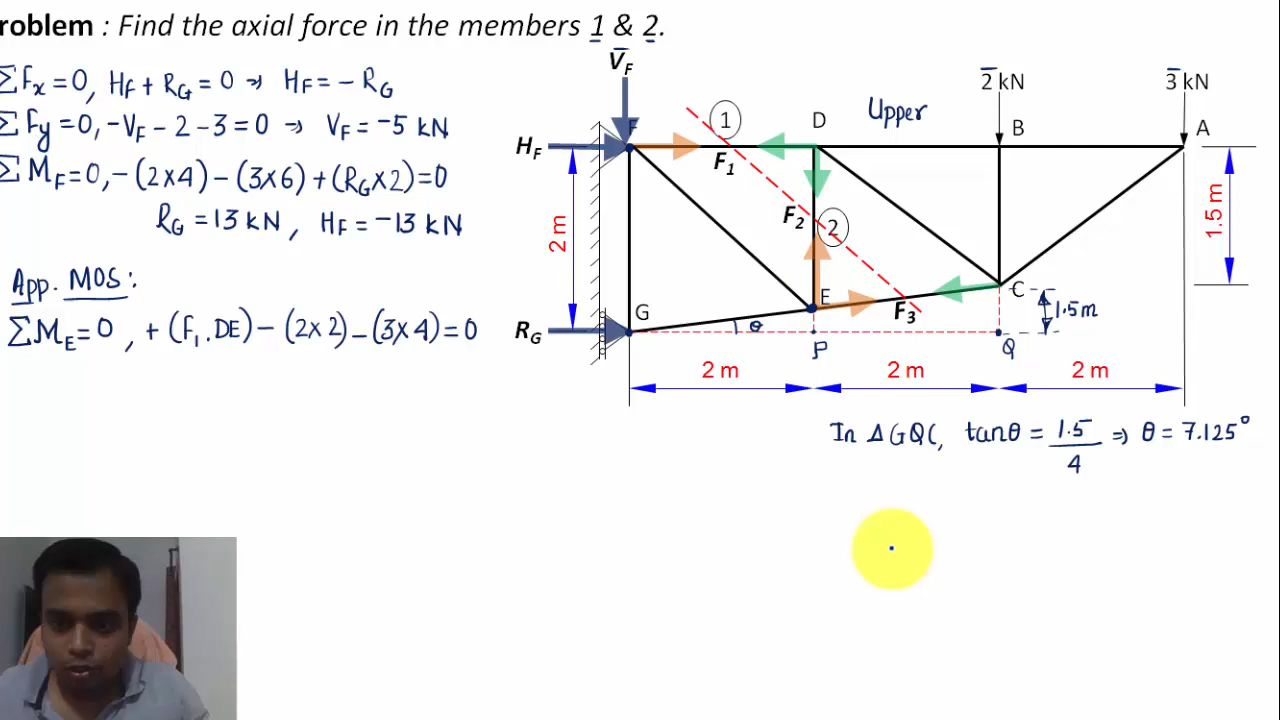 roblem : Find the axial force in the members 1 & 2.
ΣFx = 0, HF + RG = 0 ⇒ HF = - RG
ΣFy = 0, -VF - 2 - 3 = 0 ⇒ VF = -5 kN
ΣMF = 0, - (2×4) - (3×6) + (RG×2) = 0
RG = 13 kN, HF = -13 kN
App. MOS:
ΣME = 0, + (F1 . DE) - (2×2) - (3×4) = 0
VF
2 kN
3 kN
1
D
Upper
B
A
F
HF
F1
F2
2
2 m
1.5 m
E
C
G
F3
1.5m
RG
θ
P
Q
2 m
2 m
2 m
In ΔGQC, tanθ = 1.5 ⇒ θ = 7.125°
4